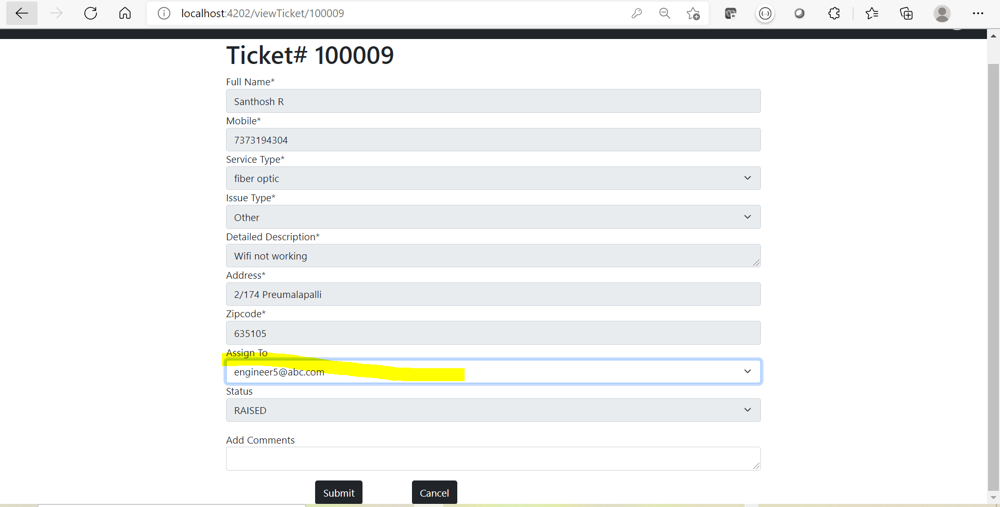 localhost:4202/viewTicket/100009
Ticket# 100009
Full Name*
Santhosh R
Mobile*
7373194304
Service Type*
fiber optic
Issue Type*
Other
Detailed Description*
Wifi not working
Address*
2/174 Preumalapalli
Zipcode*
635105
Assign To
engineer5@abc.com
Status
RAISED
Add Comments
Submit Cancel